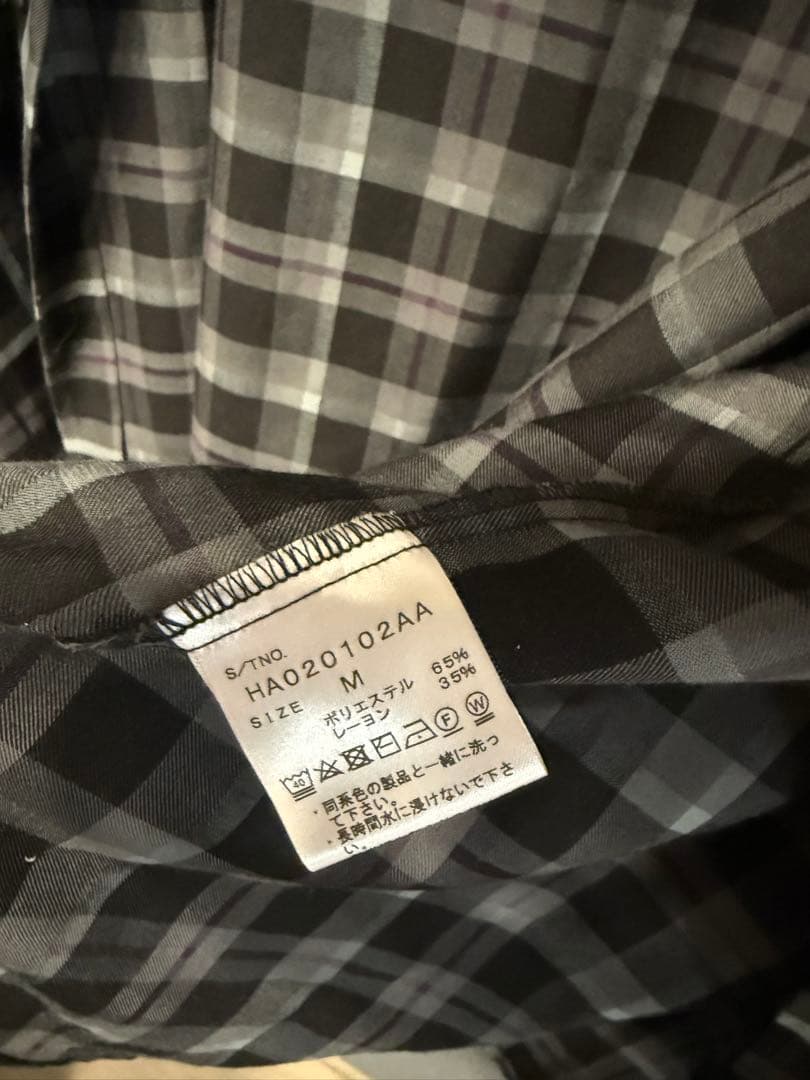 S/TNO.
HA020102AA
SIZE M
ポリエステル 65%
レーヨン 35%
40 F W
・同系色の製品と一緒に洗っ
て下さい。
・長時間水に浸けないで下さ
い。